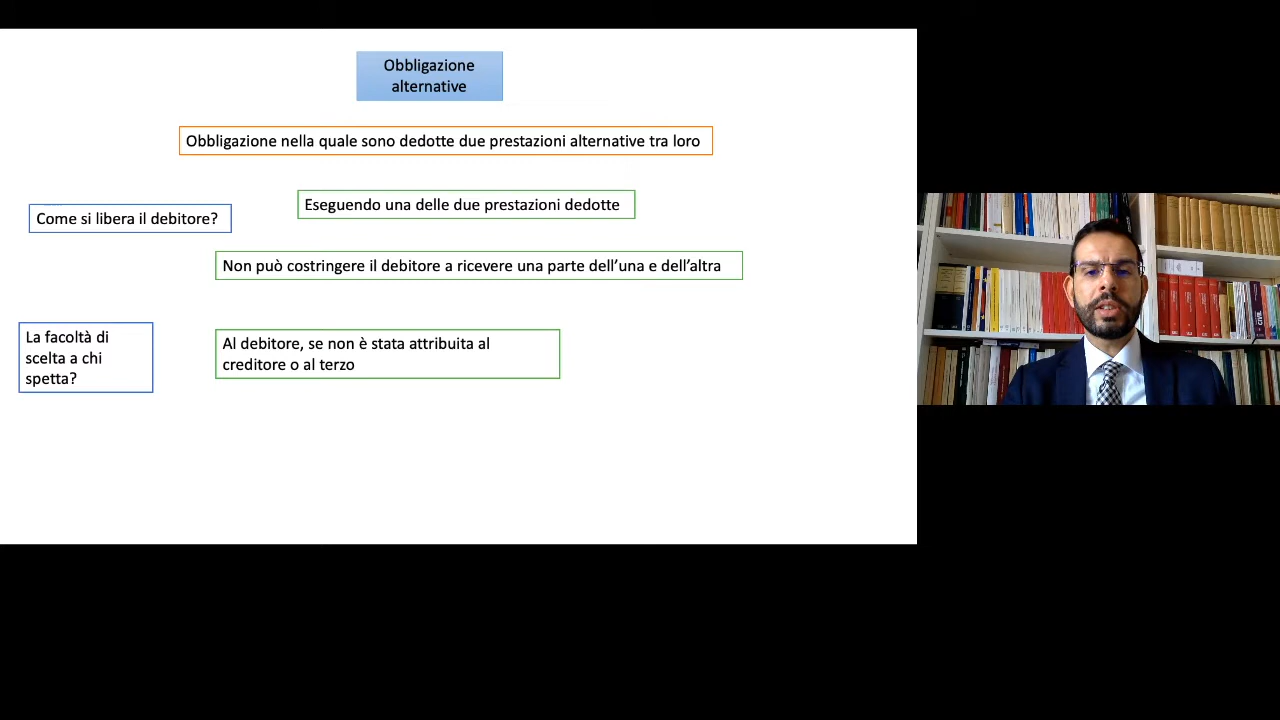 Obbligazione
alternative
Obbligazione nella quale sono dedotte due prestazioni alternative tra loro
Come si libera il debitore?
Eseguendo una delle due prestazioni dedotte
Non può costringere il debitore a ricevere una parte dell’una e dell’altra
La facoltà di
scelta a chi
spetta?
Al debitore, se non è stata attribuita al
creditore o al terzo